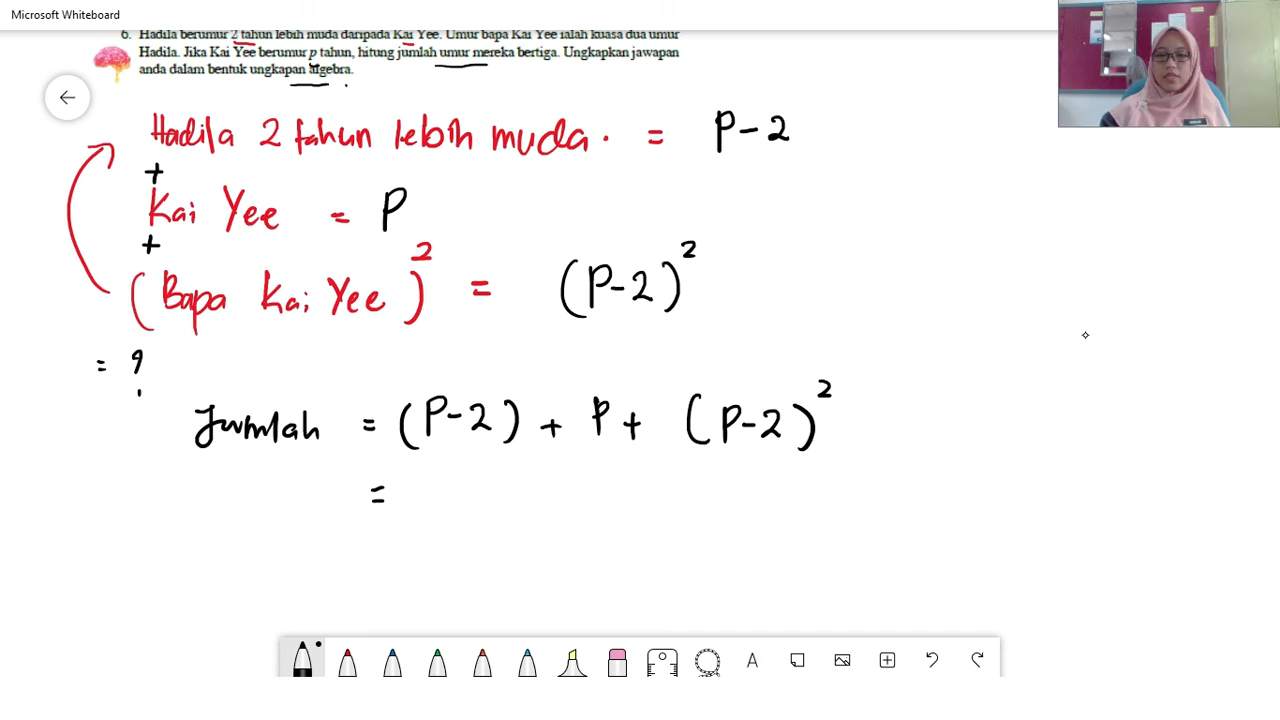 Microsoft Whiteboard
6. Hadila berumur 2 tahun lebih muda daripada Kai Yee. Umur bapa Kai Yee ialah kuasa dua umur
Hadila. Jika Kai Yee berumur p tahun, hitung jumlah umur mereka bertiga. Ungkapkan jawapan
anda dalam bentuk ungkapan algebra.
Hadila 2 tahun lebih muda. = P-2
+
Kai Yee = P
+
(Bapa Kai Yee)² = (P-2)²
= ?
Jumlah = (P-2) + P + (P-2)²
=
A